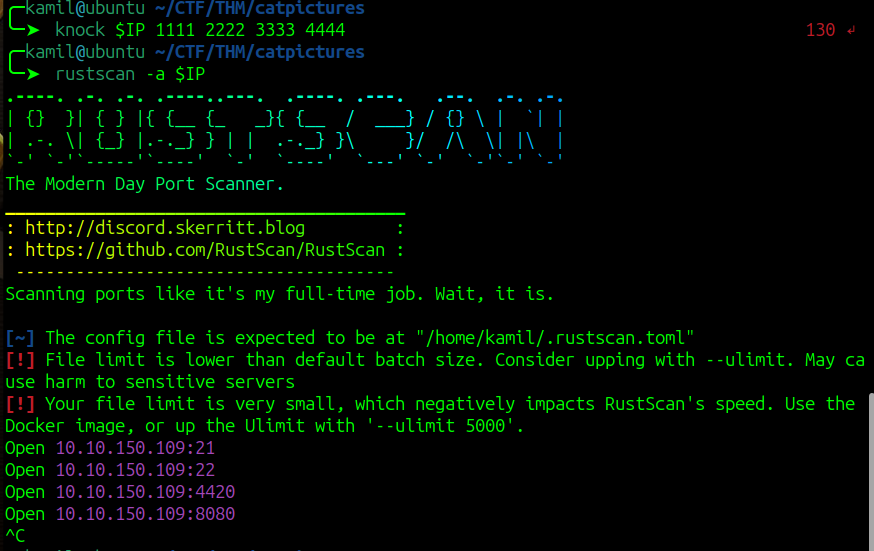 ╭─kamil@ubuntu ~/CTF/THM/catpictures
╰─➤  knock $IP 1111 2222 3333 4444                                              130 ↵
╭─kamil@ubuntu ~/CTF/THM/catpictures
╰─➤  rustscan -a $IP
.----. .-. .-. .----..---.  .----. .---.   .--.  .-. .-.
| {}  }| { } |{ {__ {_   _}{ {__  /  ___} / {} \ |  `| |
| .-. \| {_} |.-._} } | |  .-._} }\     }/  /\  \| |\  |
`-' `-'`-----'`----'  `-'  `----'  `---' `-'  `-'`-' `-'
The Modern Day Port Scanner.
________________________________________
: http://discord.skerritt.blog         :
: https://github.com/RustScan/RustScan :
 --------------------------------------
Scanning ports like it's my full-time job. Wait, it is.
[~] The config file is expected to be at "/home/kamil/.rustscan.toml"
[!] File limit is lower than default batch size. Consider upping with --ulimit. May ca
use harm to sensitive servers
[!] Your file limit is very small, which negatively impacts RustScan's speed. Use the
Docker image, or up the Ulimit with '--ulimit 5000'.
Open 10.10.150.109:21
Open 10.10.150.109:22
Open 10.10.150.109:4420
Open 10.10.150.109:8080
^C